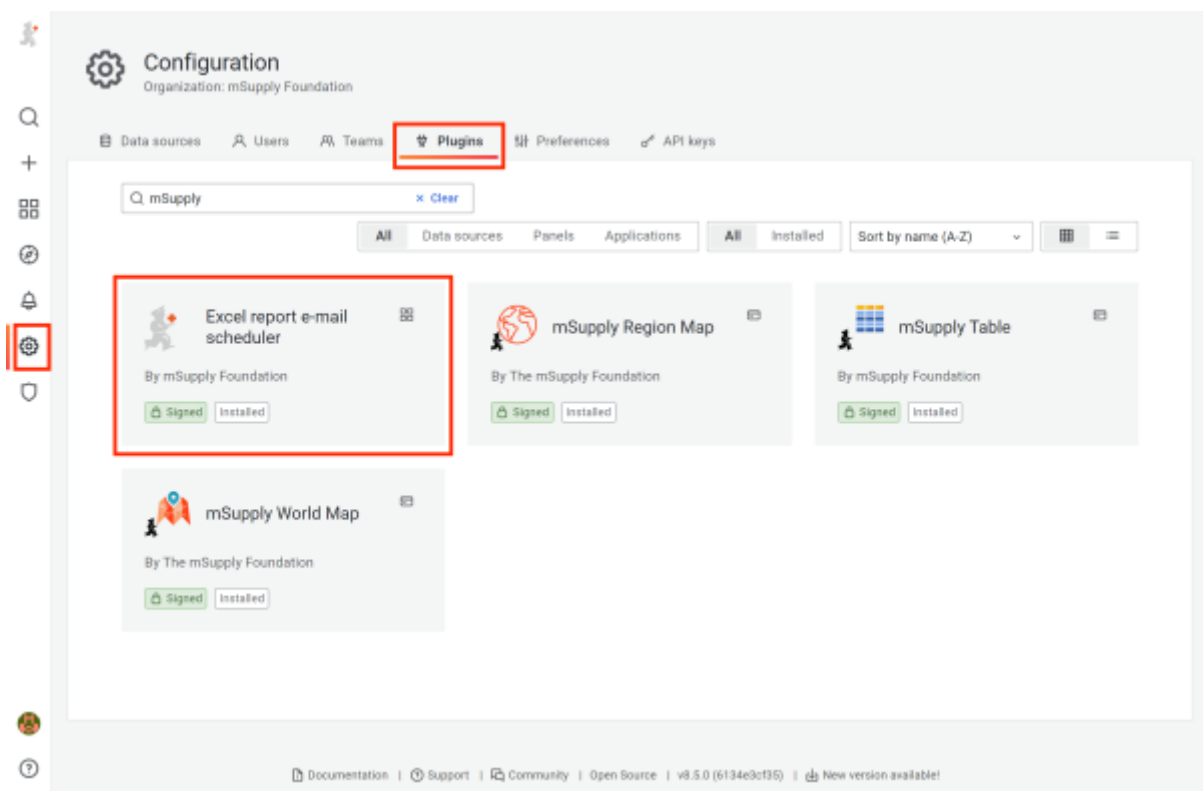 Configuration
Organization: mSupply Foundation
Data sources Users Teams Plugins Preferences API keys
mSupply × Clear
All Data sources Panels Applications All Installed Sort by name (A-Z)
Excel report e-mail
scheduler
By mSupply Foundation
Signed Installed
mSupply Region Map
By The mSupply Foundation
Signed Installed
mSupply Table
By mSupply Foundation
Signed Installed
mSupply World Map
By The mSupply Foundation
Signed Installed
Documentation | Support | Community | Open Source | v8.5.0 (6134e3cf35) | New version available!